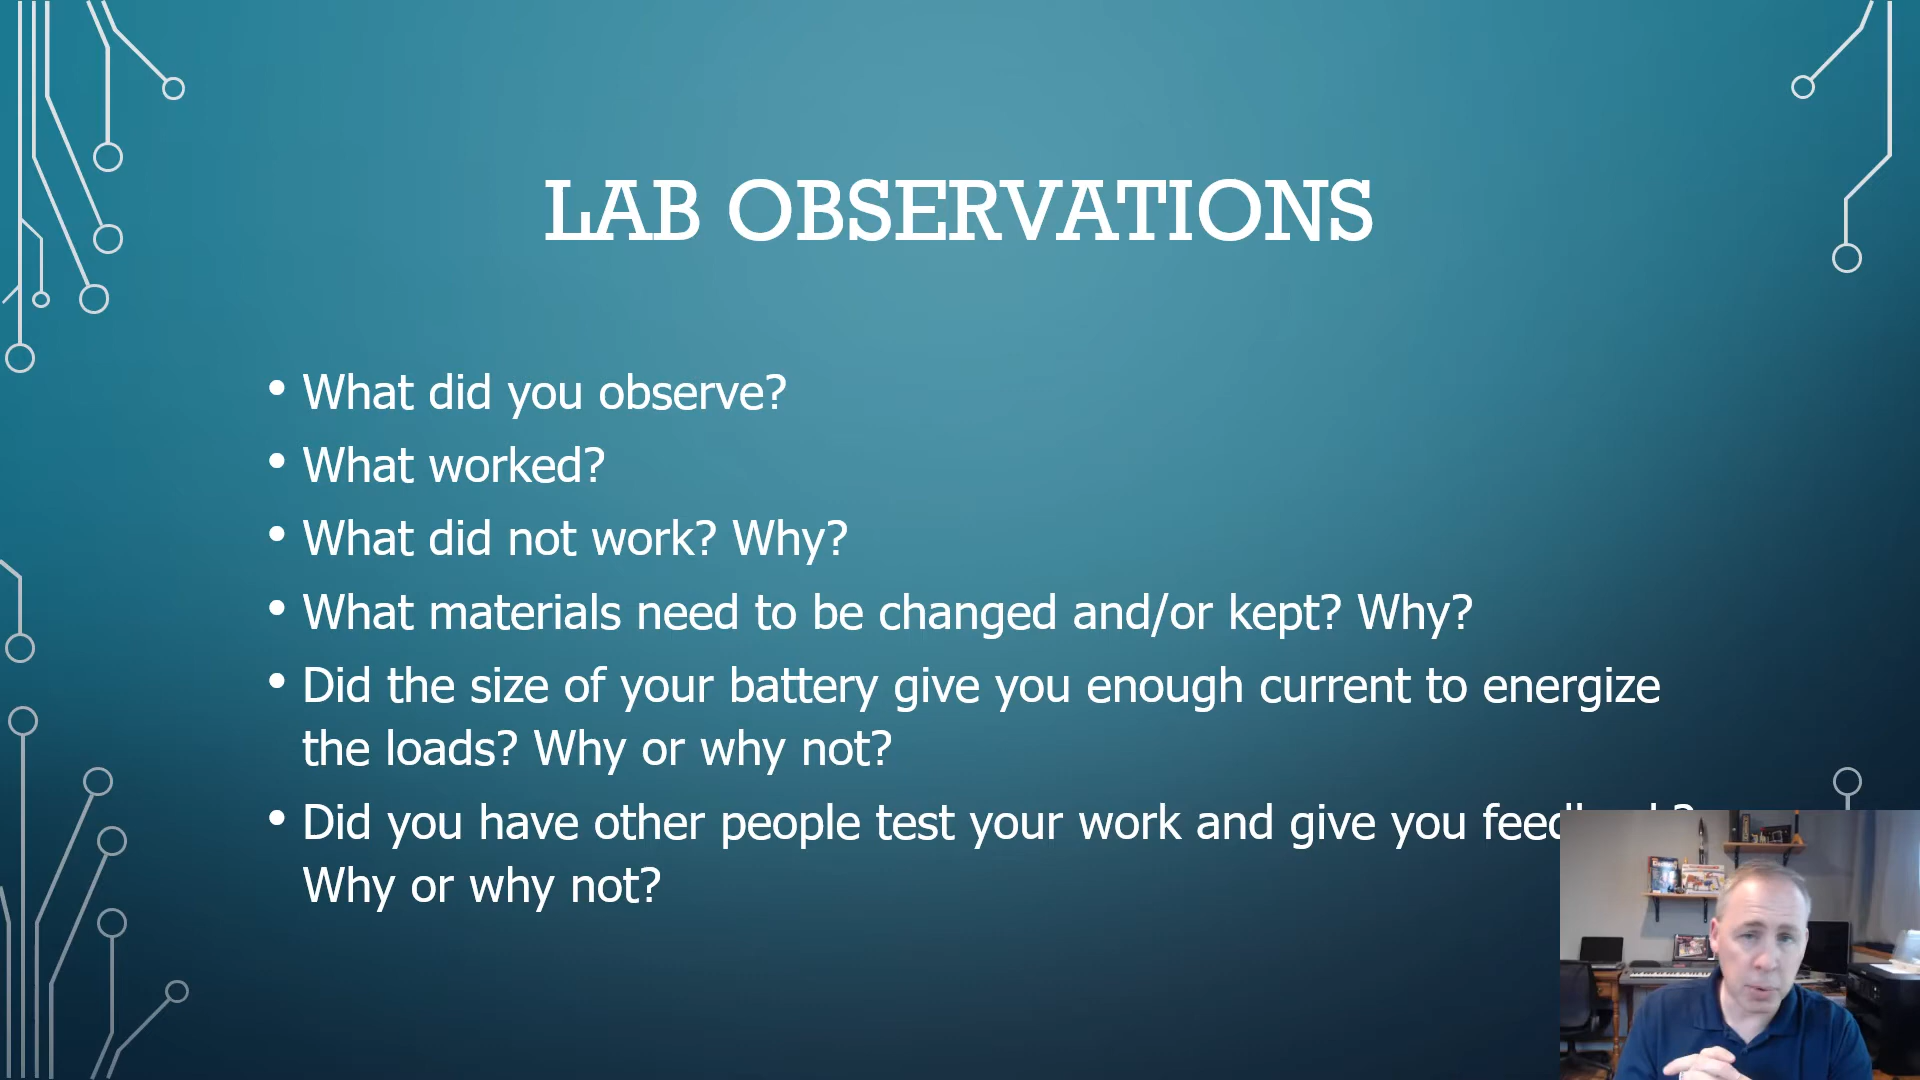 LAB OBSERVATIONS
• What did you observe?
• What worked?
• What did not work? Why?
• What materials need to be changed and/or kept? Why?
• Did the size of your battery give you enough current to energize
the loads? Why or why not?
• Did you have other people test your work and give you
Why or why not?